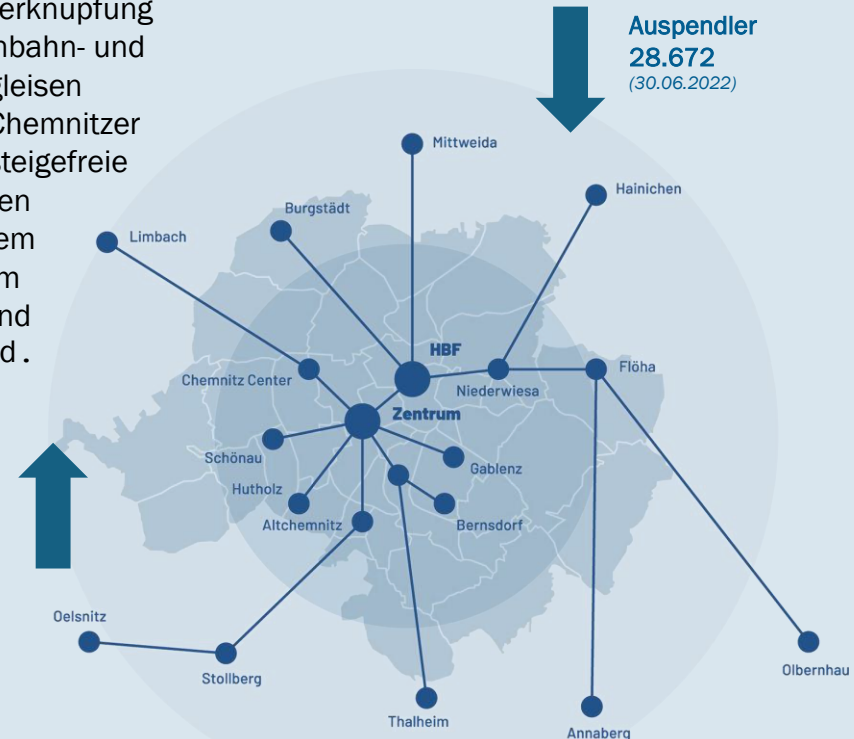 erknüpfung
nbahn- und
gleisen
Chemnitzer
steigefreie
en
em
m
nd
d .
Auspendler
28.672
(30.06.2022)
Mittweida
Hainichen
Burgstädt
Limbach
HBF
Chemnitz Center
Niederwiesa
Flöha
Zentrum
Schönau
Gablenz
Hutholz
Altchemnitz
Bernsdorf
Oelsnitz
Stollberg
Olbernhau
Thalheim
Annaberg